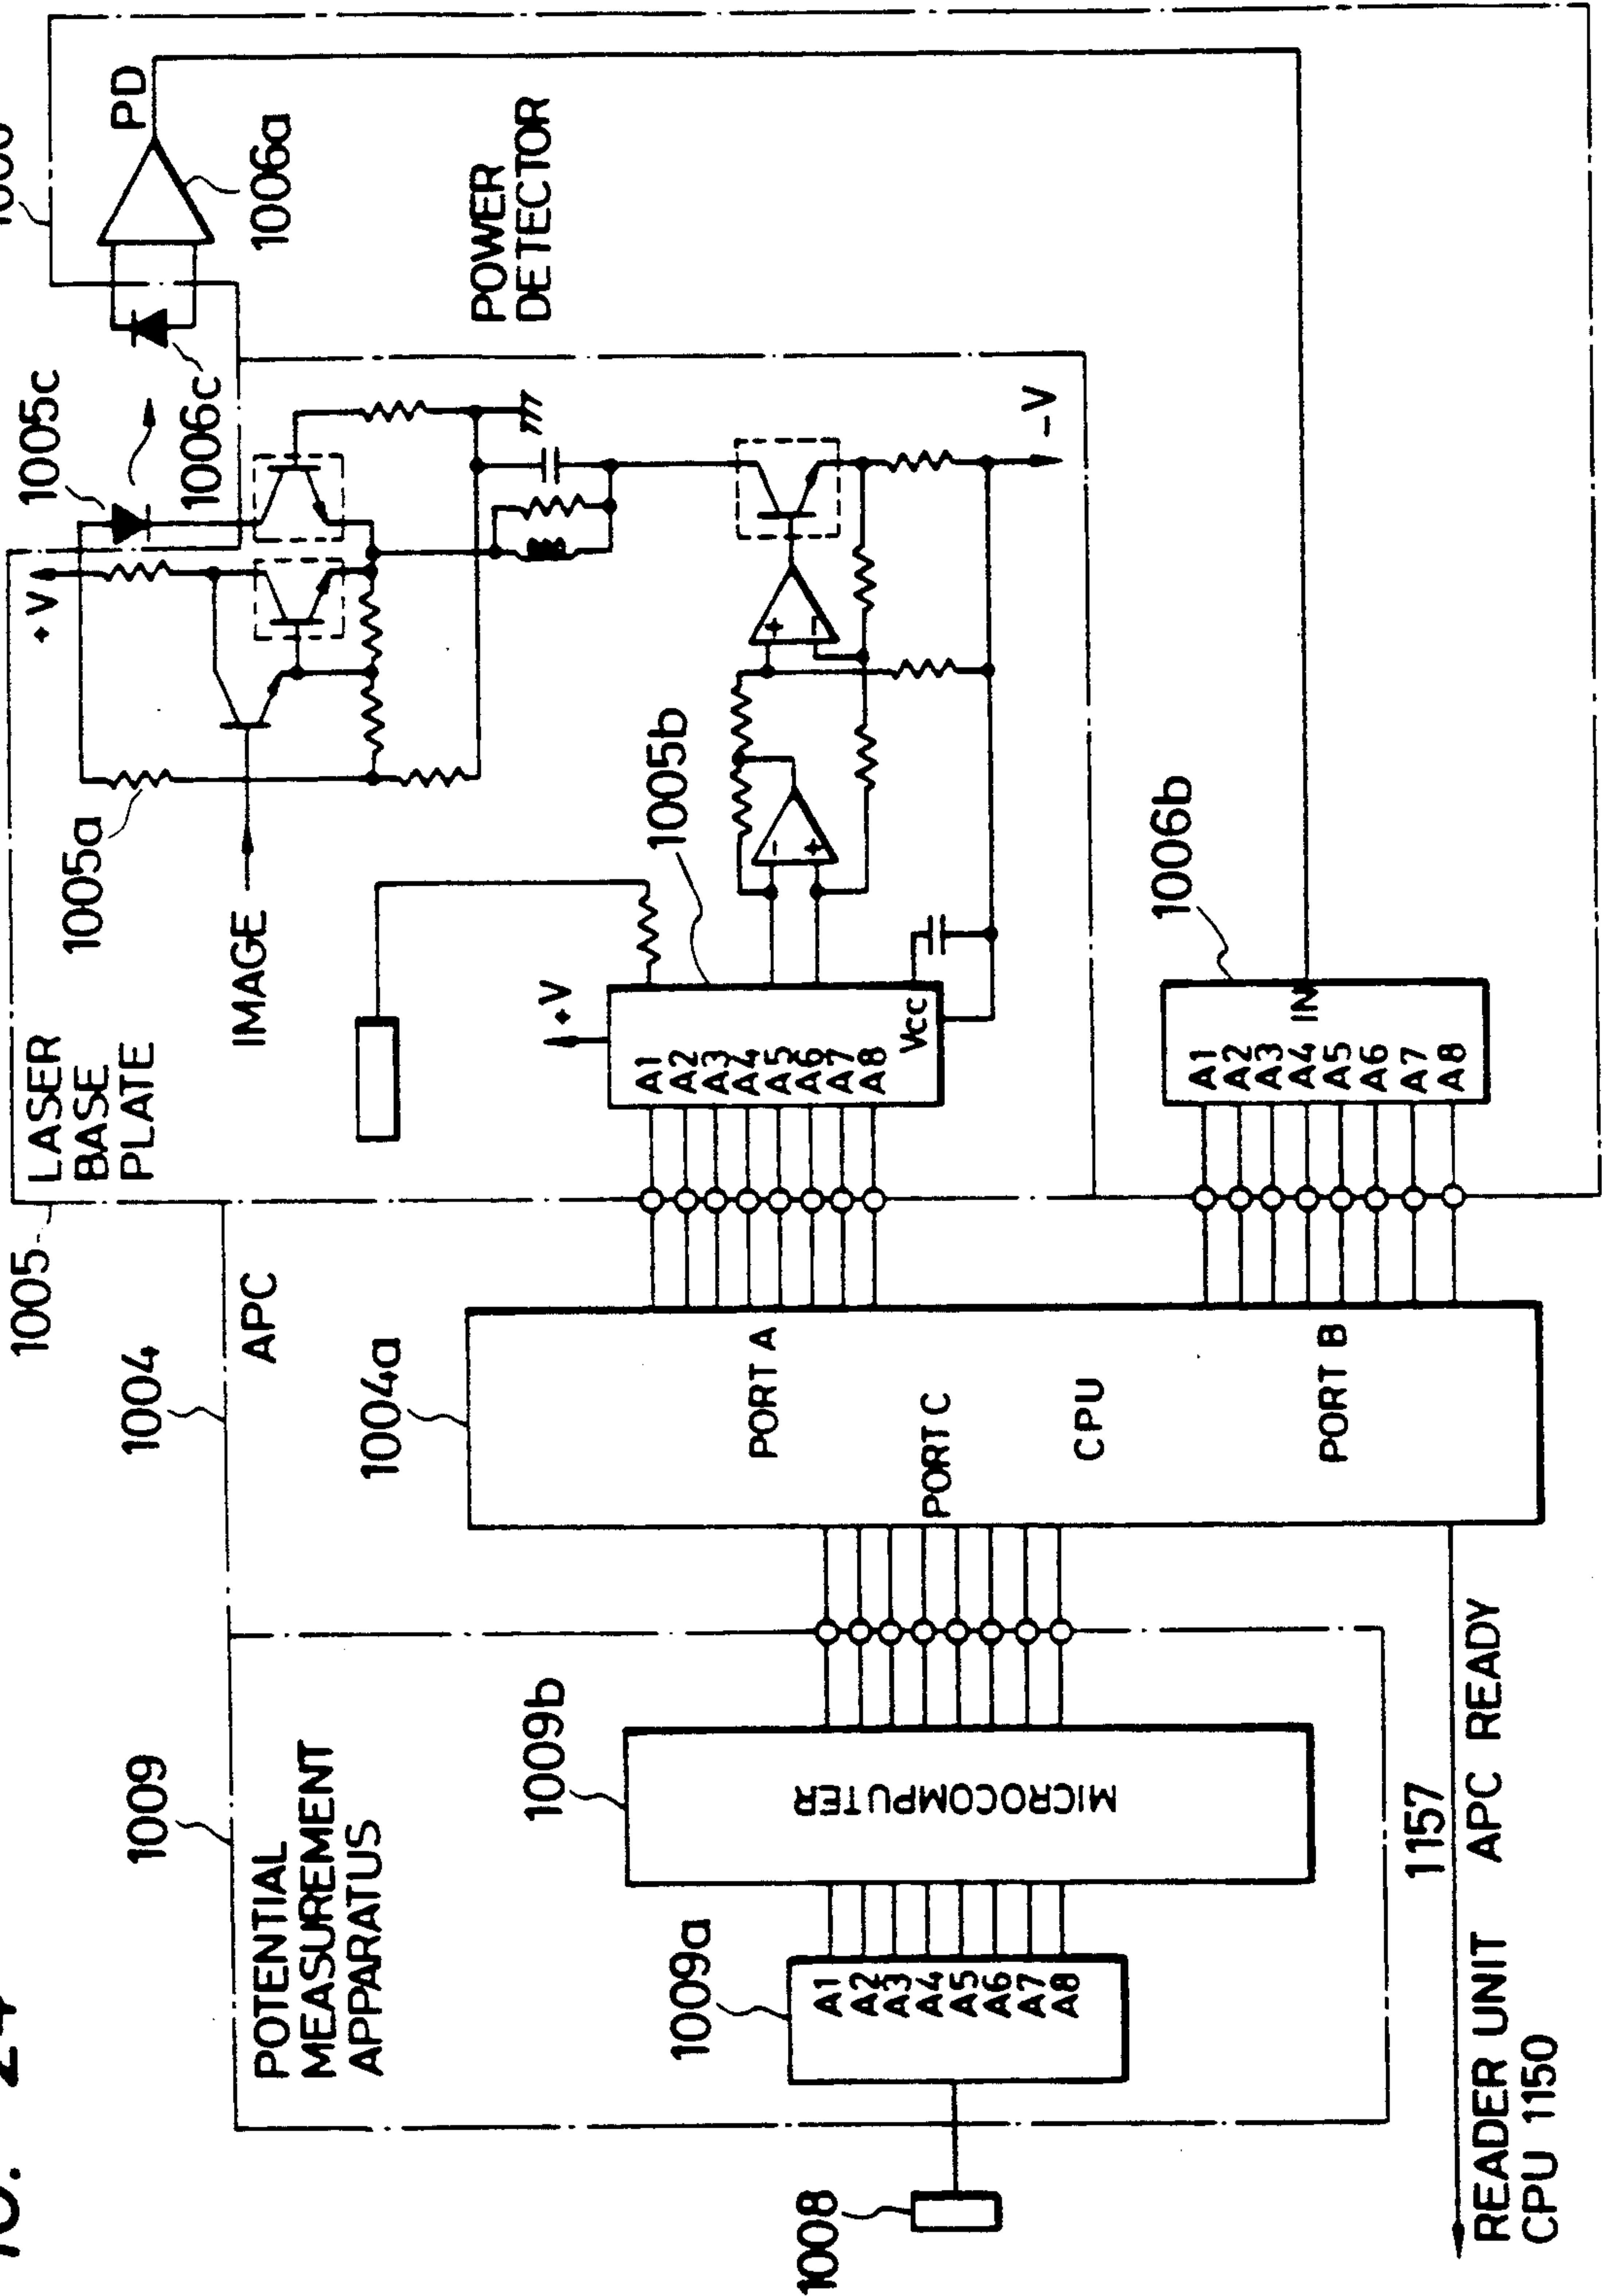 1009
POTENTIAL
MEASUREMENT
APPARATUS
1008
1009a
A1
A2
A3
A4
A5
A6
A7
A8
1009b
MICROCOMPUTER
1004
APC
1004a
PORT A
PORT C
CPU
PORT B
1157
READER UNIT APC READY
CPU 1150
1005
LASER
BASE
PLATE
IMAGE
1005a
+V
1005c
1006c
+V
A1
A2
A3
A4
A5
A6
A7
A8
Vcc
1005b
-
+
+
-
-V
PD
1006a
POWER
DETECTOR
1006b
A1
A2
A3
A4
A5
A6
A7
A8
IN